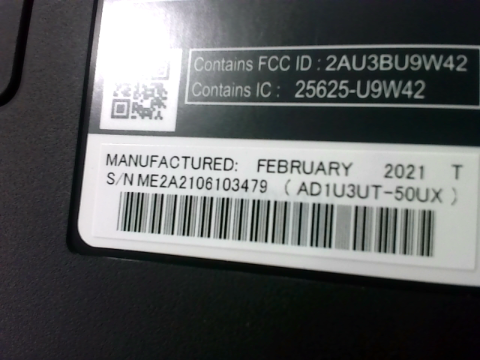 Contains FCC ID : 2AU3BU9W42
Contains IC : 25625-U9W42
MANUFACTURED: FEBRUARY 2021 T
S/N ME2A2106103479 ( AD1U3UT-50UX )